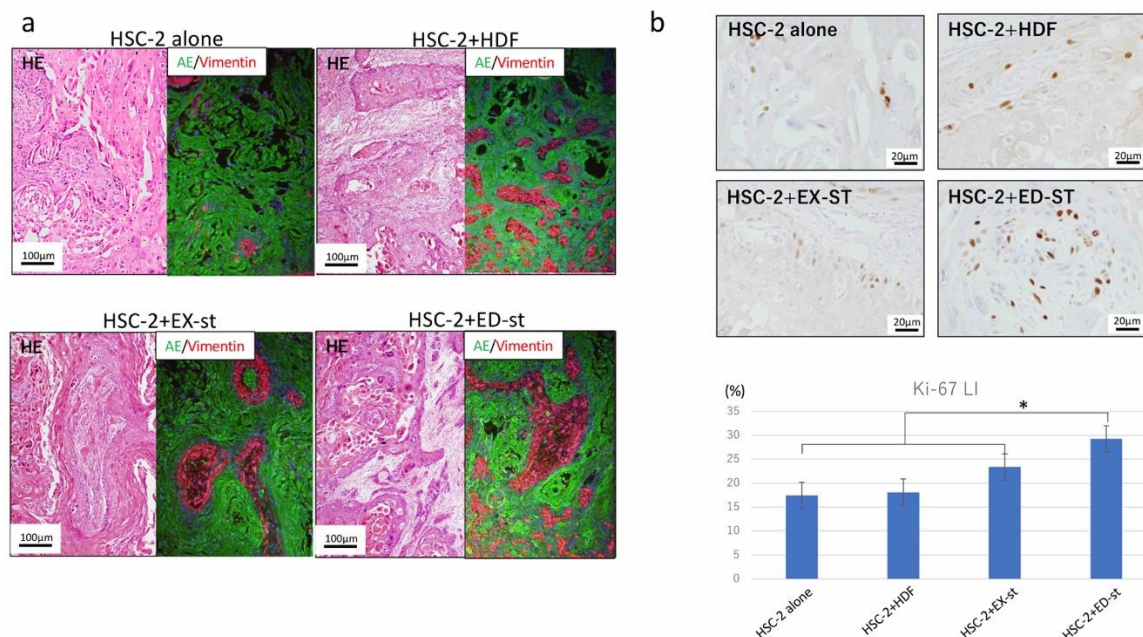 a
HSC-2 alone
HSC-2+HDF
HE
AE/Vimentin
HE
AE/Vimentin
100μm
100μm
HSC-2+EX-st
HSC-2+ED-st
HE
AE/Vimentin
HE
AE/Vimentin
100μm
100μm
b
HSC-2 alone
HSC-2+HDF
20μm
20μm
HSC-2+EX-ST
HSC-2+ED-ST
20μm
20μm
(%)
Ki-67 LI
*
35
30
25
20
15
10
5
0
HSC-2 alone
HSC-2+HDF
HSC-2+EX-st
HSC-2+ED-st